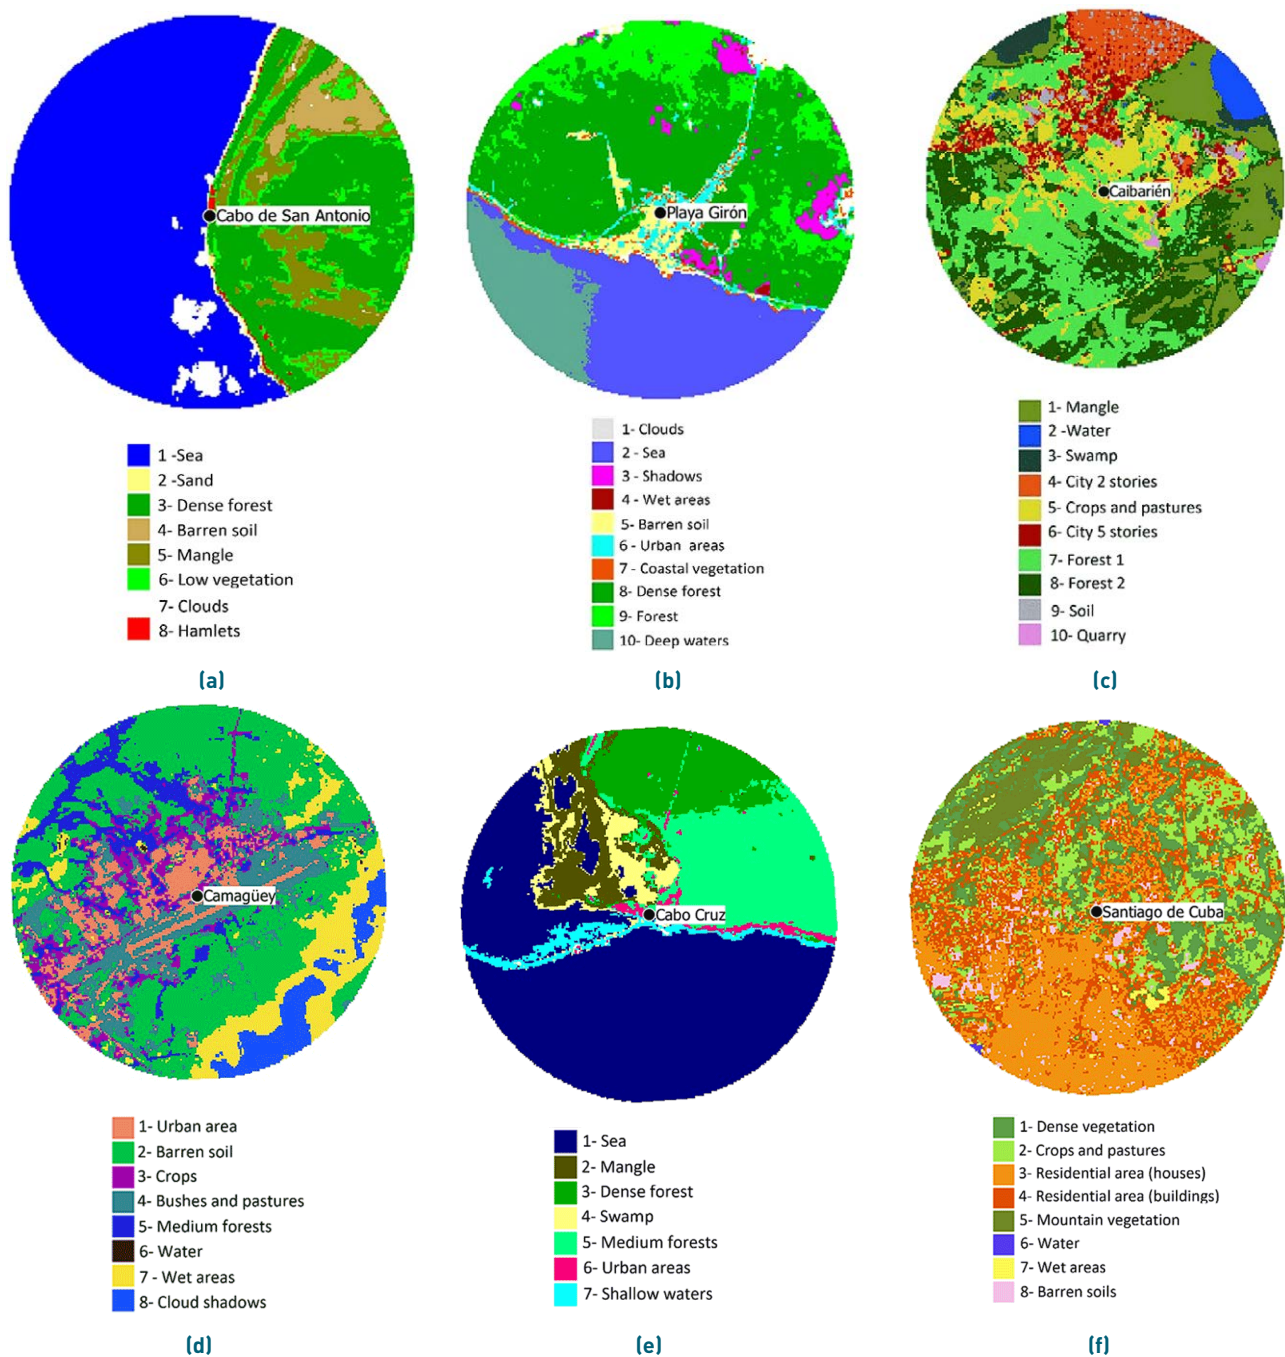 Cabo de San Antonio
1 -Sea
2 -Sand
3- Dense forest
4- Barren soil
5- Mangle
6- Low vegetation
7- Clouds
8- Hamlets
(a)
Playa Girón
1- Clouds
2 - Sea
3 - Shadows
4 - Wet areas
5- Barren soil
6 - Urban areas
7 - Coastal vegetation
8- Dense forest
9- Forest
10- Deep waters
(b)
Caibarién
1- Mangle
2 -Water
3- Swamp
4- City 2 stories
5- Crops and pastures
6- City 5 stories
7- Forest 1
8- Forest 2
9- Soil
10- Quarry
(c)
Camagüey
1- Urban area
2- Barren soil
3- Crops
4- Bushes and pastures
5- Medium forests
6- Water
7 - Wet areas
8- Cloud shadows
(d)
Cabo Cruz
1- Sea
2- Mangle
3- Dense forest
4- Swamp
5- Medium forests
6- Urban areas
7- Shallow waters
(e)
Santiago de Cuba
1- Dense vegetation
2- Crops and pastures
3- Residential area (houses)
4- Residential area (buildings)
5- Mountain vegetation
6- Water
7- Wet areas
8- Barren soils
(f)